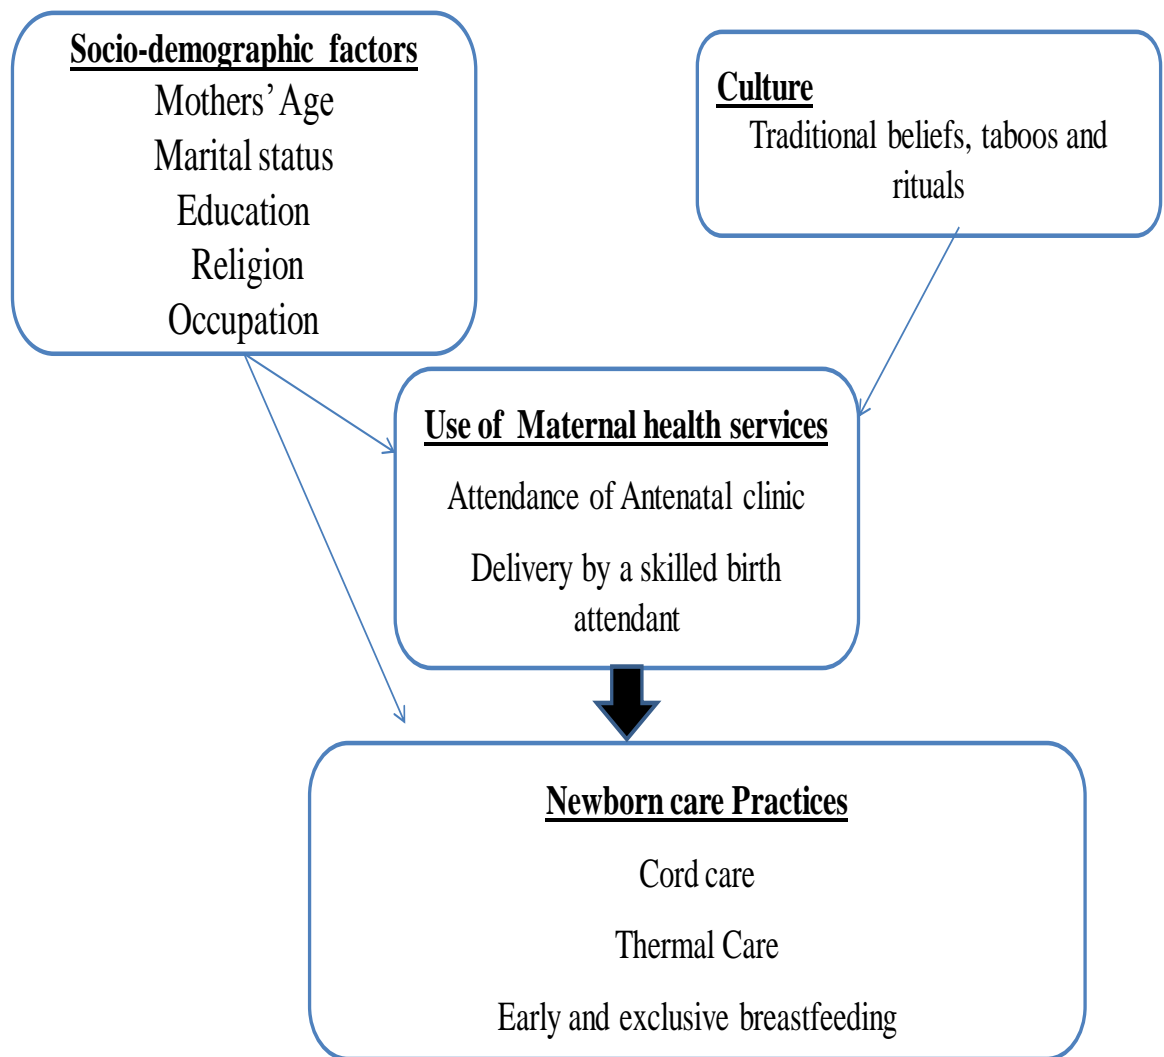 Socio-demographic factors
Mothers' Age
Marital status
Education
Religion
Occupation
Culture
Traditional beliefs, taboos and
rituals
Use of Maternal health services
Attendance of Antenatal clinic
Delivery by a skilled birth
attendant
Newborn care Practices
Cord care
Thermal Care
Early and exclusive breastfeeding